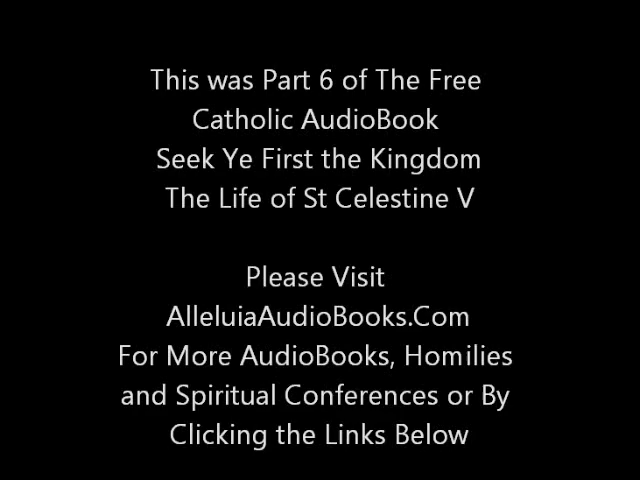 This was Part 6 of The Free
Catholic AudioBook
Seek Ye First the Kingdom
The Life of St Celestine V
Please Visit
AlleluiaAudioBooks.Com
For More AudioBooks, Homilies
and Spiritual Conferences or By
Clicking the Links Below